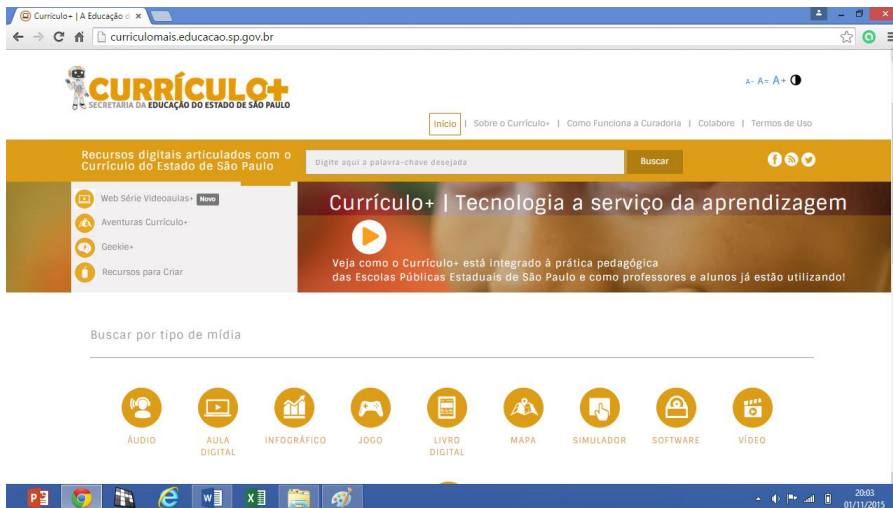 Currículo+ | A Educação d
curriculomais.educacao.sp.gov.br
CURRÍCULO+
SECRETARIA DA EDUCAÇÃO DO ESTADO DE SÃO PAULO
A- A= A+
Início | Sobre o Currículo+ | Como Funciona a Curadoria | Colabore | Termos de Uso
Recursos digitais articulados com o
Currículo do Estado de São Paulo
Digite aqui a palavra-chave desejada
Buscar
Web Série Videoaulas+ Novo
Aventuras Currículo+
Geekie+
Recursos para Criar
Currículo+ | Tecnologia a serviço da aprendizagem
Veja como o Currículo+ está integrado à prática pedagógica
das Escolas Públicas Estaduais de São Paulo e como professores e alunos já estão utilizando!
Buscar por tipo de mídia
ÁUDIO
AULA
DIGITAL
INFOGRÁFICO
JOGO
LIVRO
DIGITAL
MAPA
SIMULADOR
SOFTWARE
VÍDEO
20:03
01/11/2015